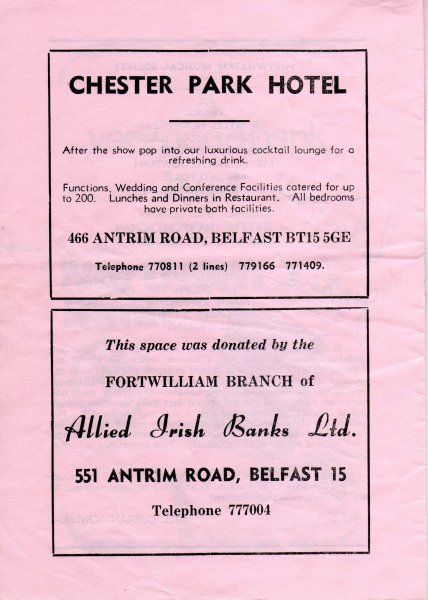 CHESTER PARK HOTEL
After the show pop into our luxurious cocktail lounge for a
refreshing drink.
Functions, Wedding and Conference Facilities catered for up
to 200. Lunches and Dinners in Restaurant. All bedrooms
have private bath facilities.
466 ANTRIM ROAD, BELFAST BT15 5GE
Telephone 770811 (2 lines) 779166 771409.
This space was donated by the
FORTWILLIAM BRANCH of
Allied Irish Banks Ltd.
551 ANTRIM ROAD, BELFAST 15
Telephone 777004